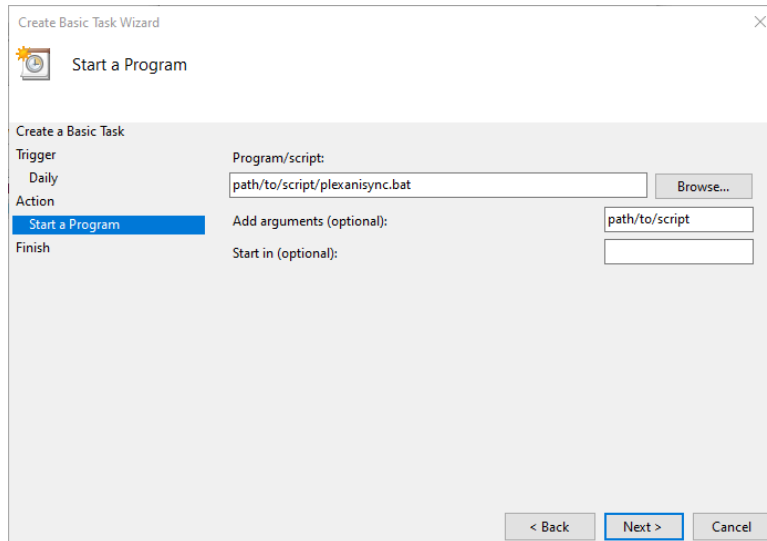 Create Basic Task Wizard
Start a Program
Create a Basic Task
Trigger
Daily
Action
Start a Program
Finish
Program/script:
path/to/script/plexanisync.bat
Browse...
Add arguments (optional):
path/to/script
Start in (optional):
< Back
Next >
Cancel